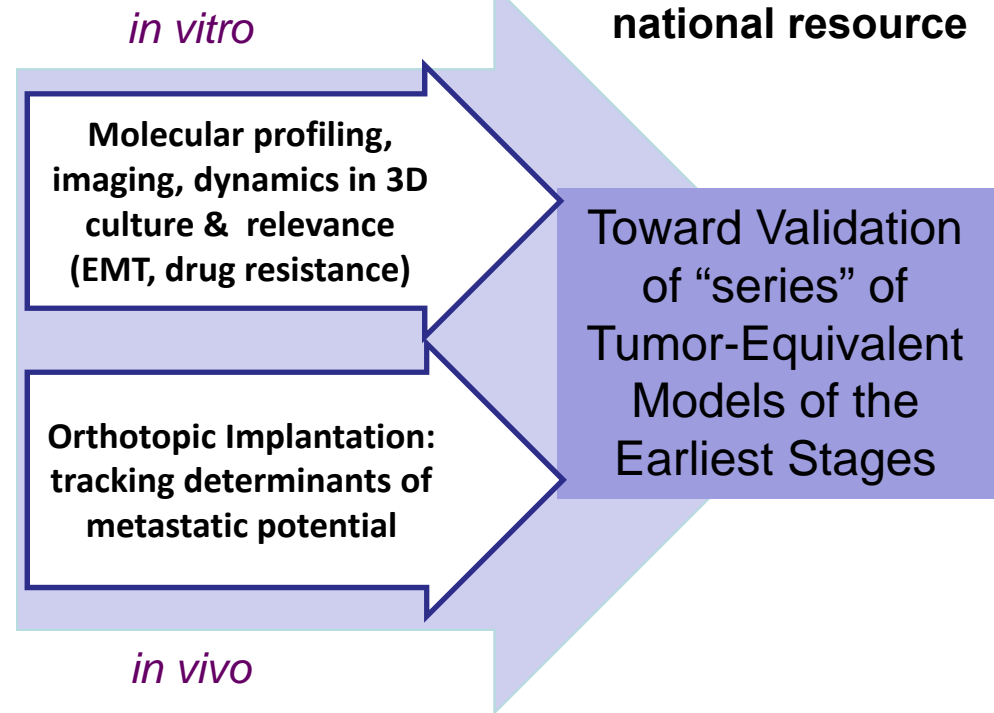 in vitro
national resource
Molecular profiling,
imaging, dynamics in 3D
culture & relevance
(EMT, drug resistance)
Toward Validation
of “series” of
Tumor-Equivalent
Models of the
Earliest Stages
Orthotopic Implantation:
tracking determinants of
metastatic potential
in vivo